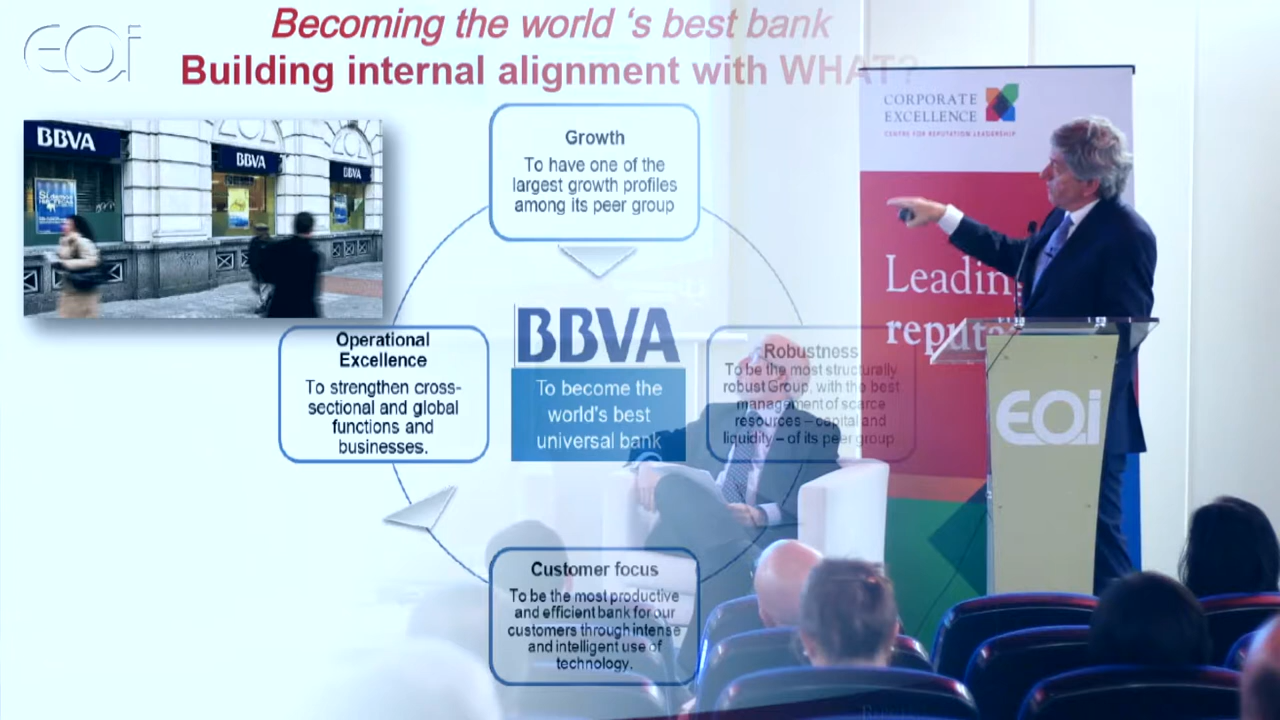 EOi
Becoming the world ‘s best bank
Building internal alignment with WHAT?
BBVA
BBVA
BBVA
Growth
To have one of the
largest growth profiles
among its peer group
Operational
Excellence
To strengthen cross-
sectional and global
functions and
businesses.
BBVA
To become the
world's best
universal bank
Robustness
To be the most structurally
robust Group, with the best
management of scarce
resources – capital and
liquidity – of its peer group
Customer focus
To be the most productive
and efficient bank for our
customers through intense
and intelligent use of
technology.
CORPORATE
EXCELLENCE
CENTRE FOR REPUTATION LEADERSHIP
Leadin
reputa
EOi